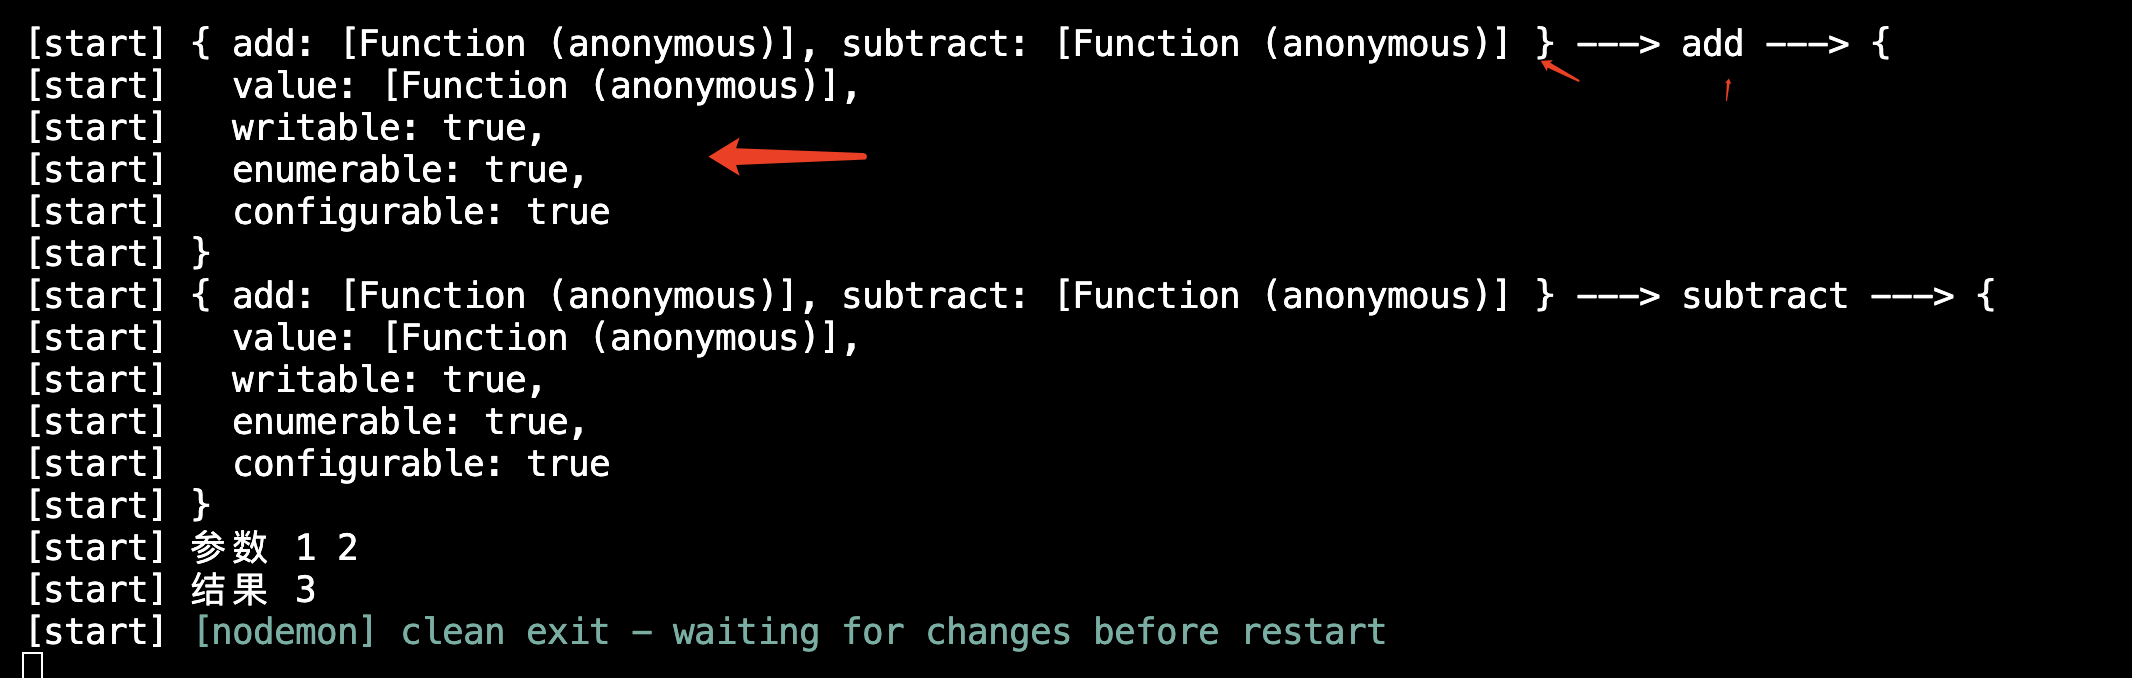 [start] { add: [Function (anonymous)], subtract: [Function (anonymous)] } ---> add ---> {
[start]   value: [Function (anonymous)],
[start]   writable: true,
[start]   enumerable: true,
[start]   configurable: true
[start] }
[start] { add: [Function (anonymous)], subtract: [Function (anonymous)] } ---> subtract ---> {
[start]   value: [Function (anonymous)],
[start]   writable: true,
[start]   enumerable: true,
[start]   configurable: true
[start] }
[start] 参数 1 2
[start] 结果 3
[start] [nodemon] clean exit - waiting for changes before restart